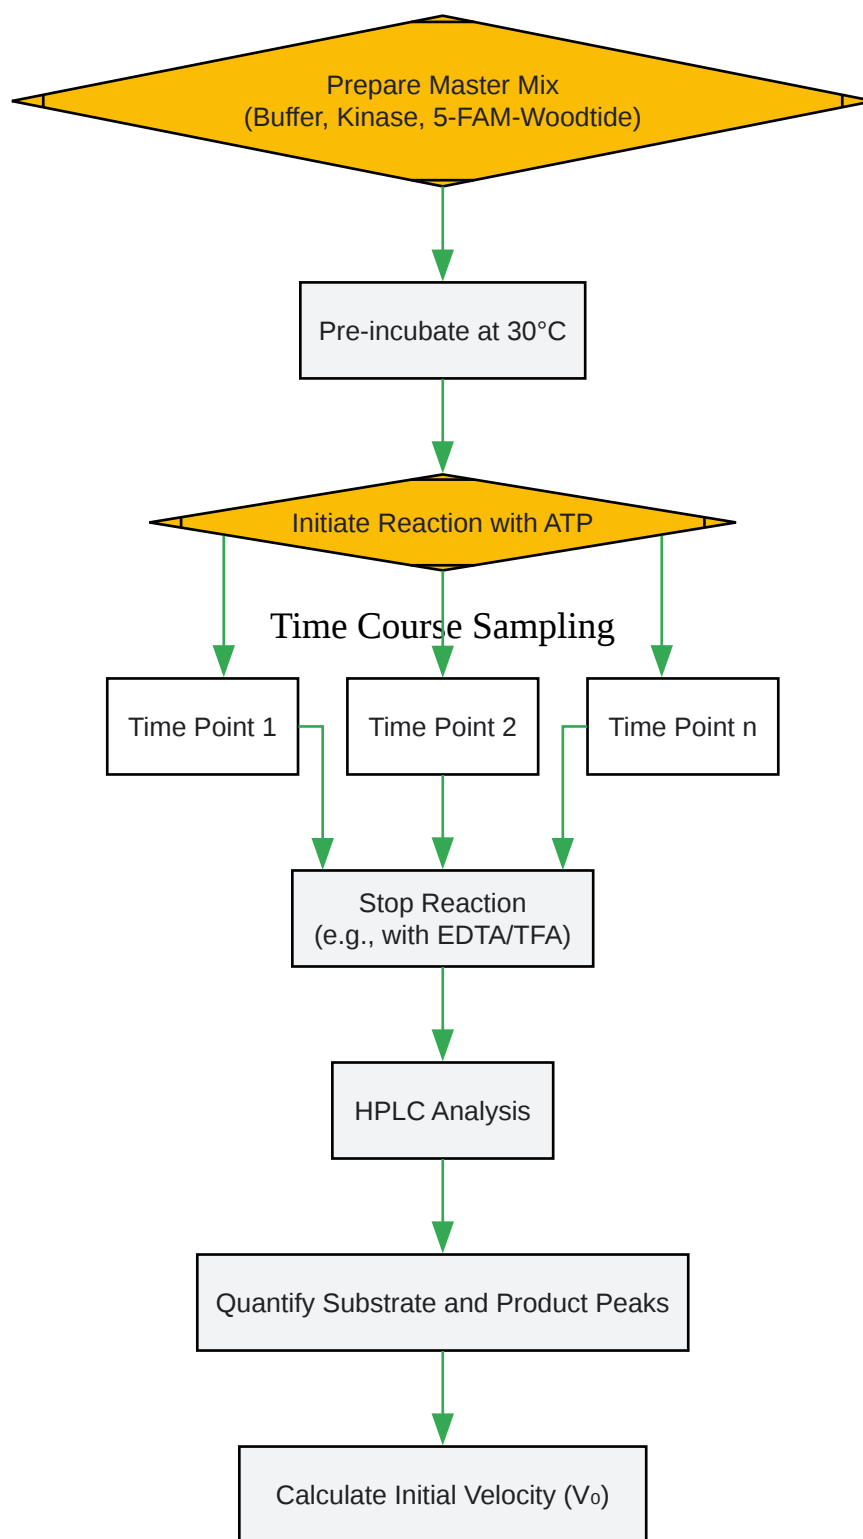 Prepare Master Mix
(Buffer, Kinase, 5-FAM-Woodtide)
Pre-incubate at 30°C
Initiate Reaction with ATP
Time Course Sampling
Time Point 1
Time Point 2
Time Point n
Stop Reaction
(e.g., with EDTA/TFA)
HPLC Analysis
Quantify Substrate and Product Peaks
Calculate Initial Velocity (V₀)